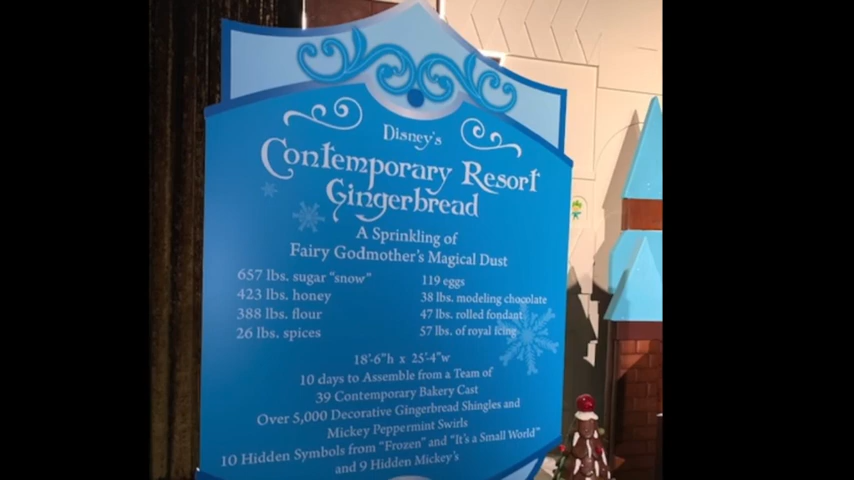 Disney's
Contemporary Resort
Gingerbread
A Sprinkling of
Fairy Godmother's Magical Dust
657 lbs. sugar "snow"
423 lbs. honey
388 lbs. flour
26 lbs. spices
119 eggs
38 lbs. modeling chocolate
47 lbs. rolled fondant
57 lbs. of royal icing
18'-6"h x 25'-4"w
10 days to Assemble from a Team of
39 Contemporary Bakery Cast
Over 5,000 Decorative Gingerbread Shingles and
Mickey Peppermint Swirls
10 Hidden Symbols from "Frozen" and "It's a Small World"
and 9 Hidden Mickey's